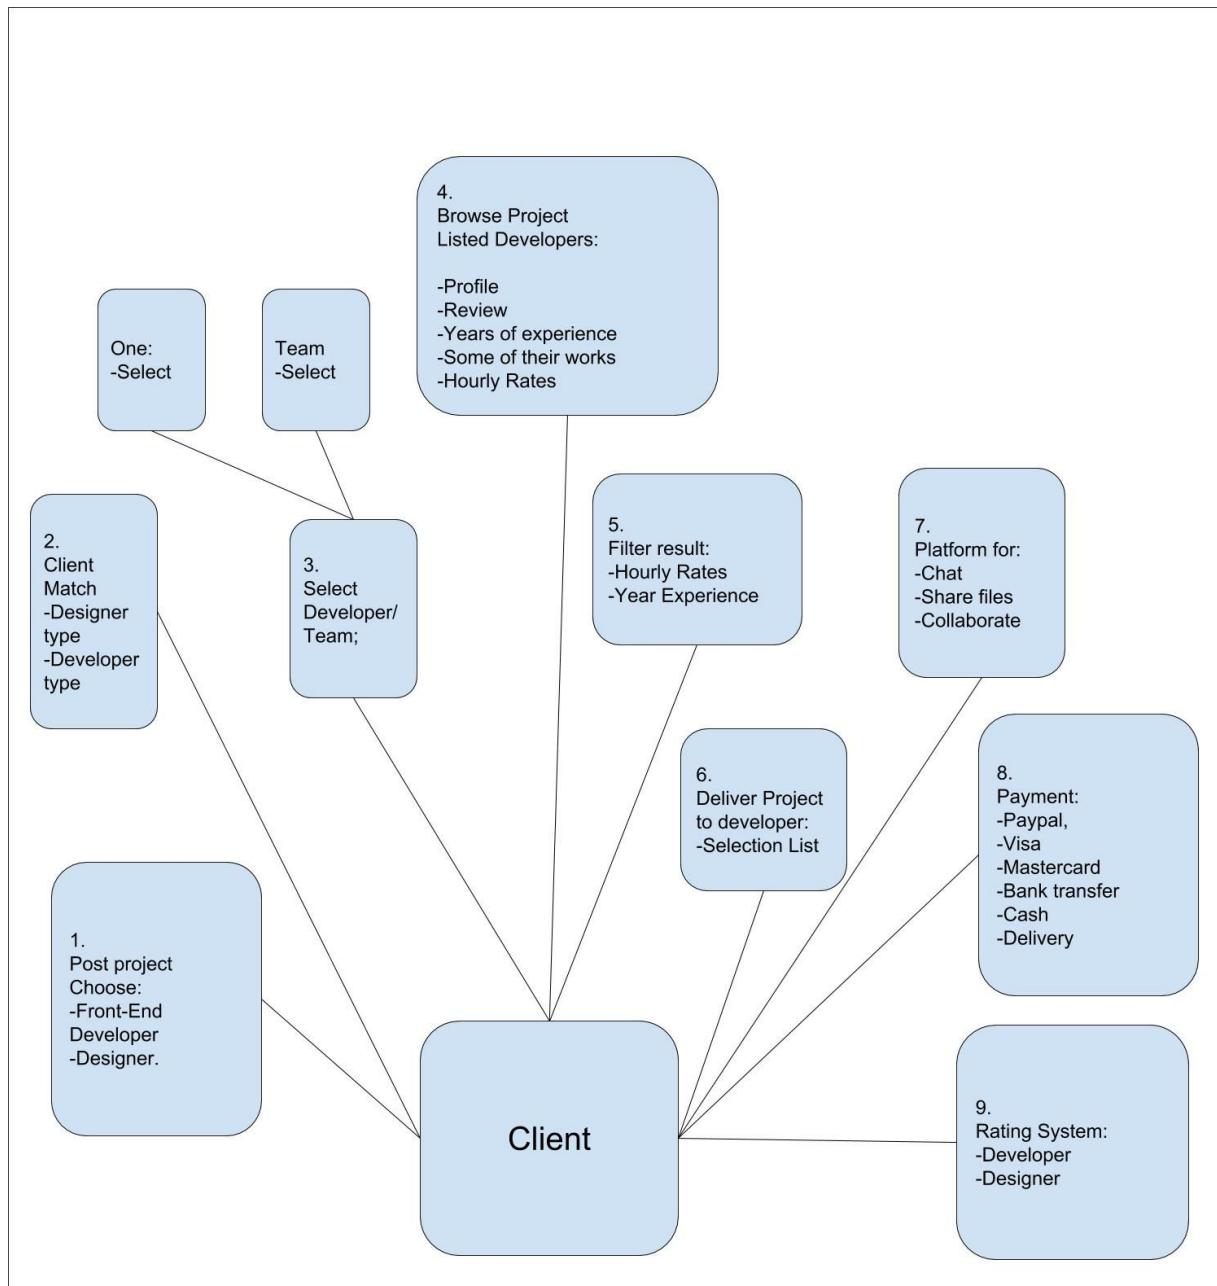 4.
Browse Project
Listed Developers:
-Profile
-Review
-Years of experience
-Some of their works
-Hourly Rates
One:
-Select
Team
-Select
2.
Client
Match
-Designer
type
-Developer
type
3.
Select
Developer/
Team;
5.
Filter result:
-Hourly Rates
-Year Experience
7.
Platform for:
-Chat
-Share files
-Collaborate
6.
Deliver Project
to developer:
-Selection List
8.
Payment:
-Paypal,
-Visa
-Mastercard
-Bank transfer
-Cash
-Delivery
1.
Post project
Choose:
-Front-End
Developer
-Designer.
Client
9.
Rating System:
-Developer
-Designer